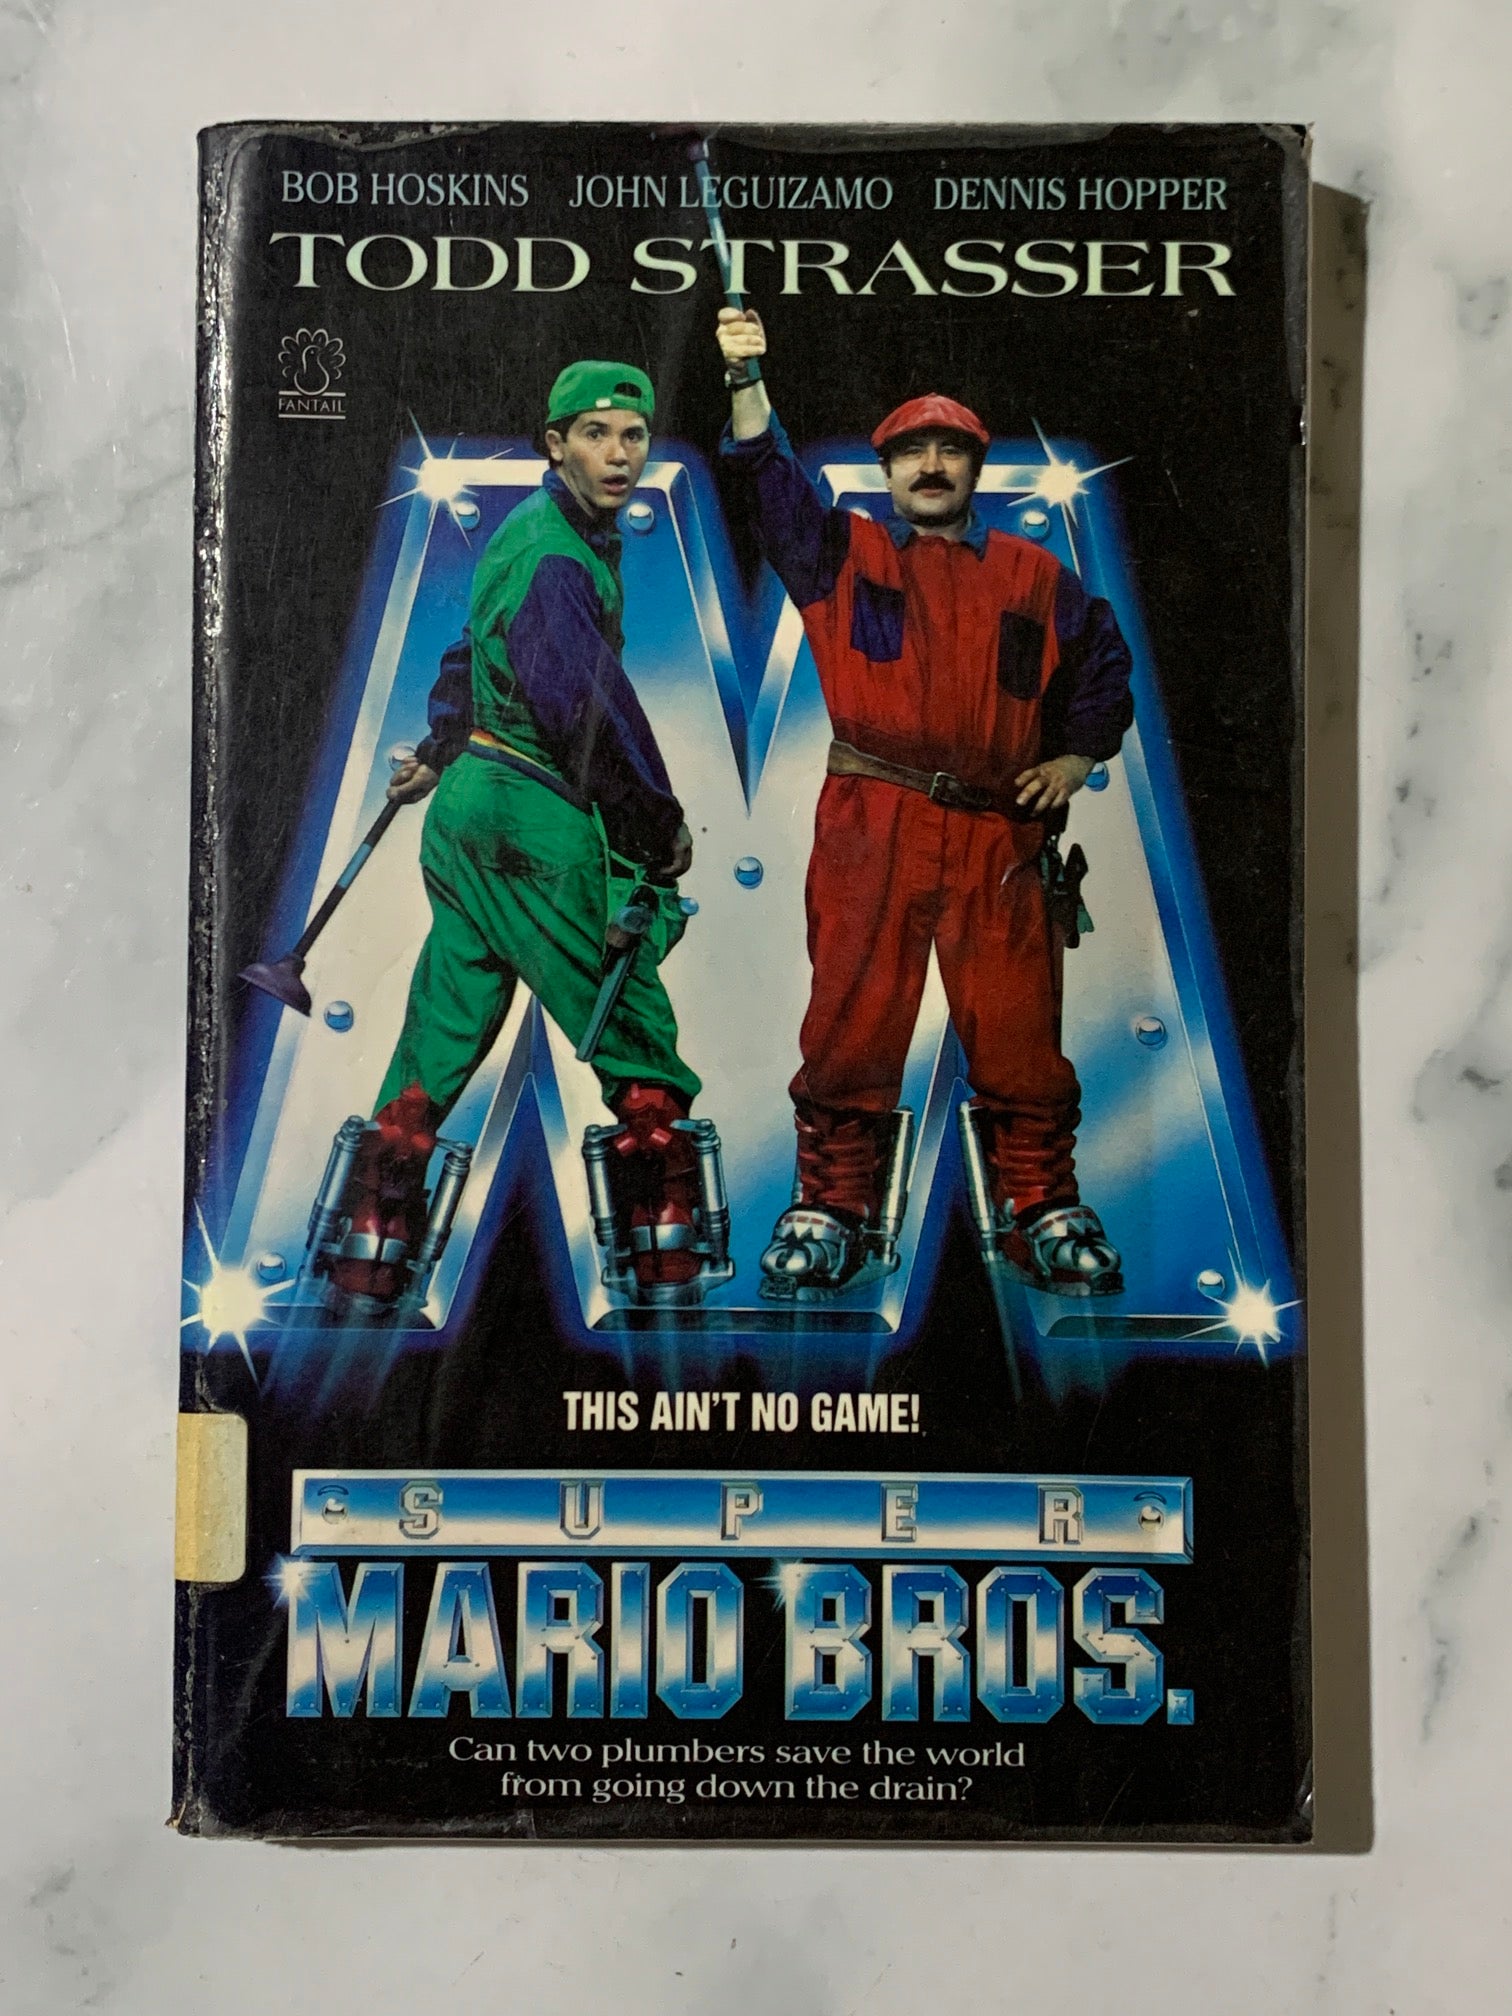 BOB HOSKINS JOHN LEGUIZAMO DENNIS HOPPER
TODD STRASSER
FANTAIL
THIS AIN'T NO GAME!
SUPER
MARIO BROS.
Can two plumbers save the world
from going down the drain?